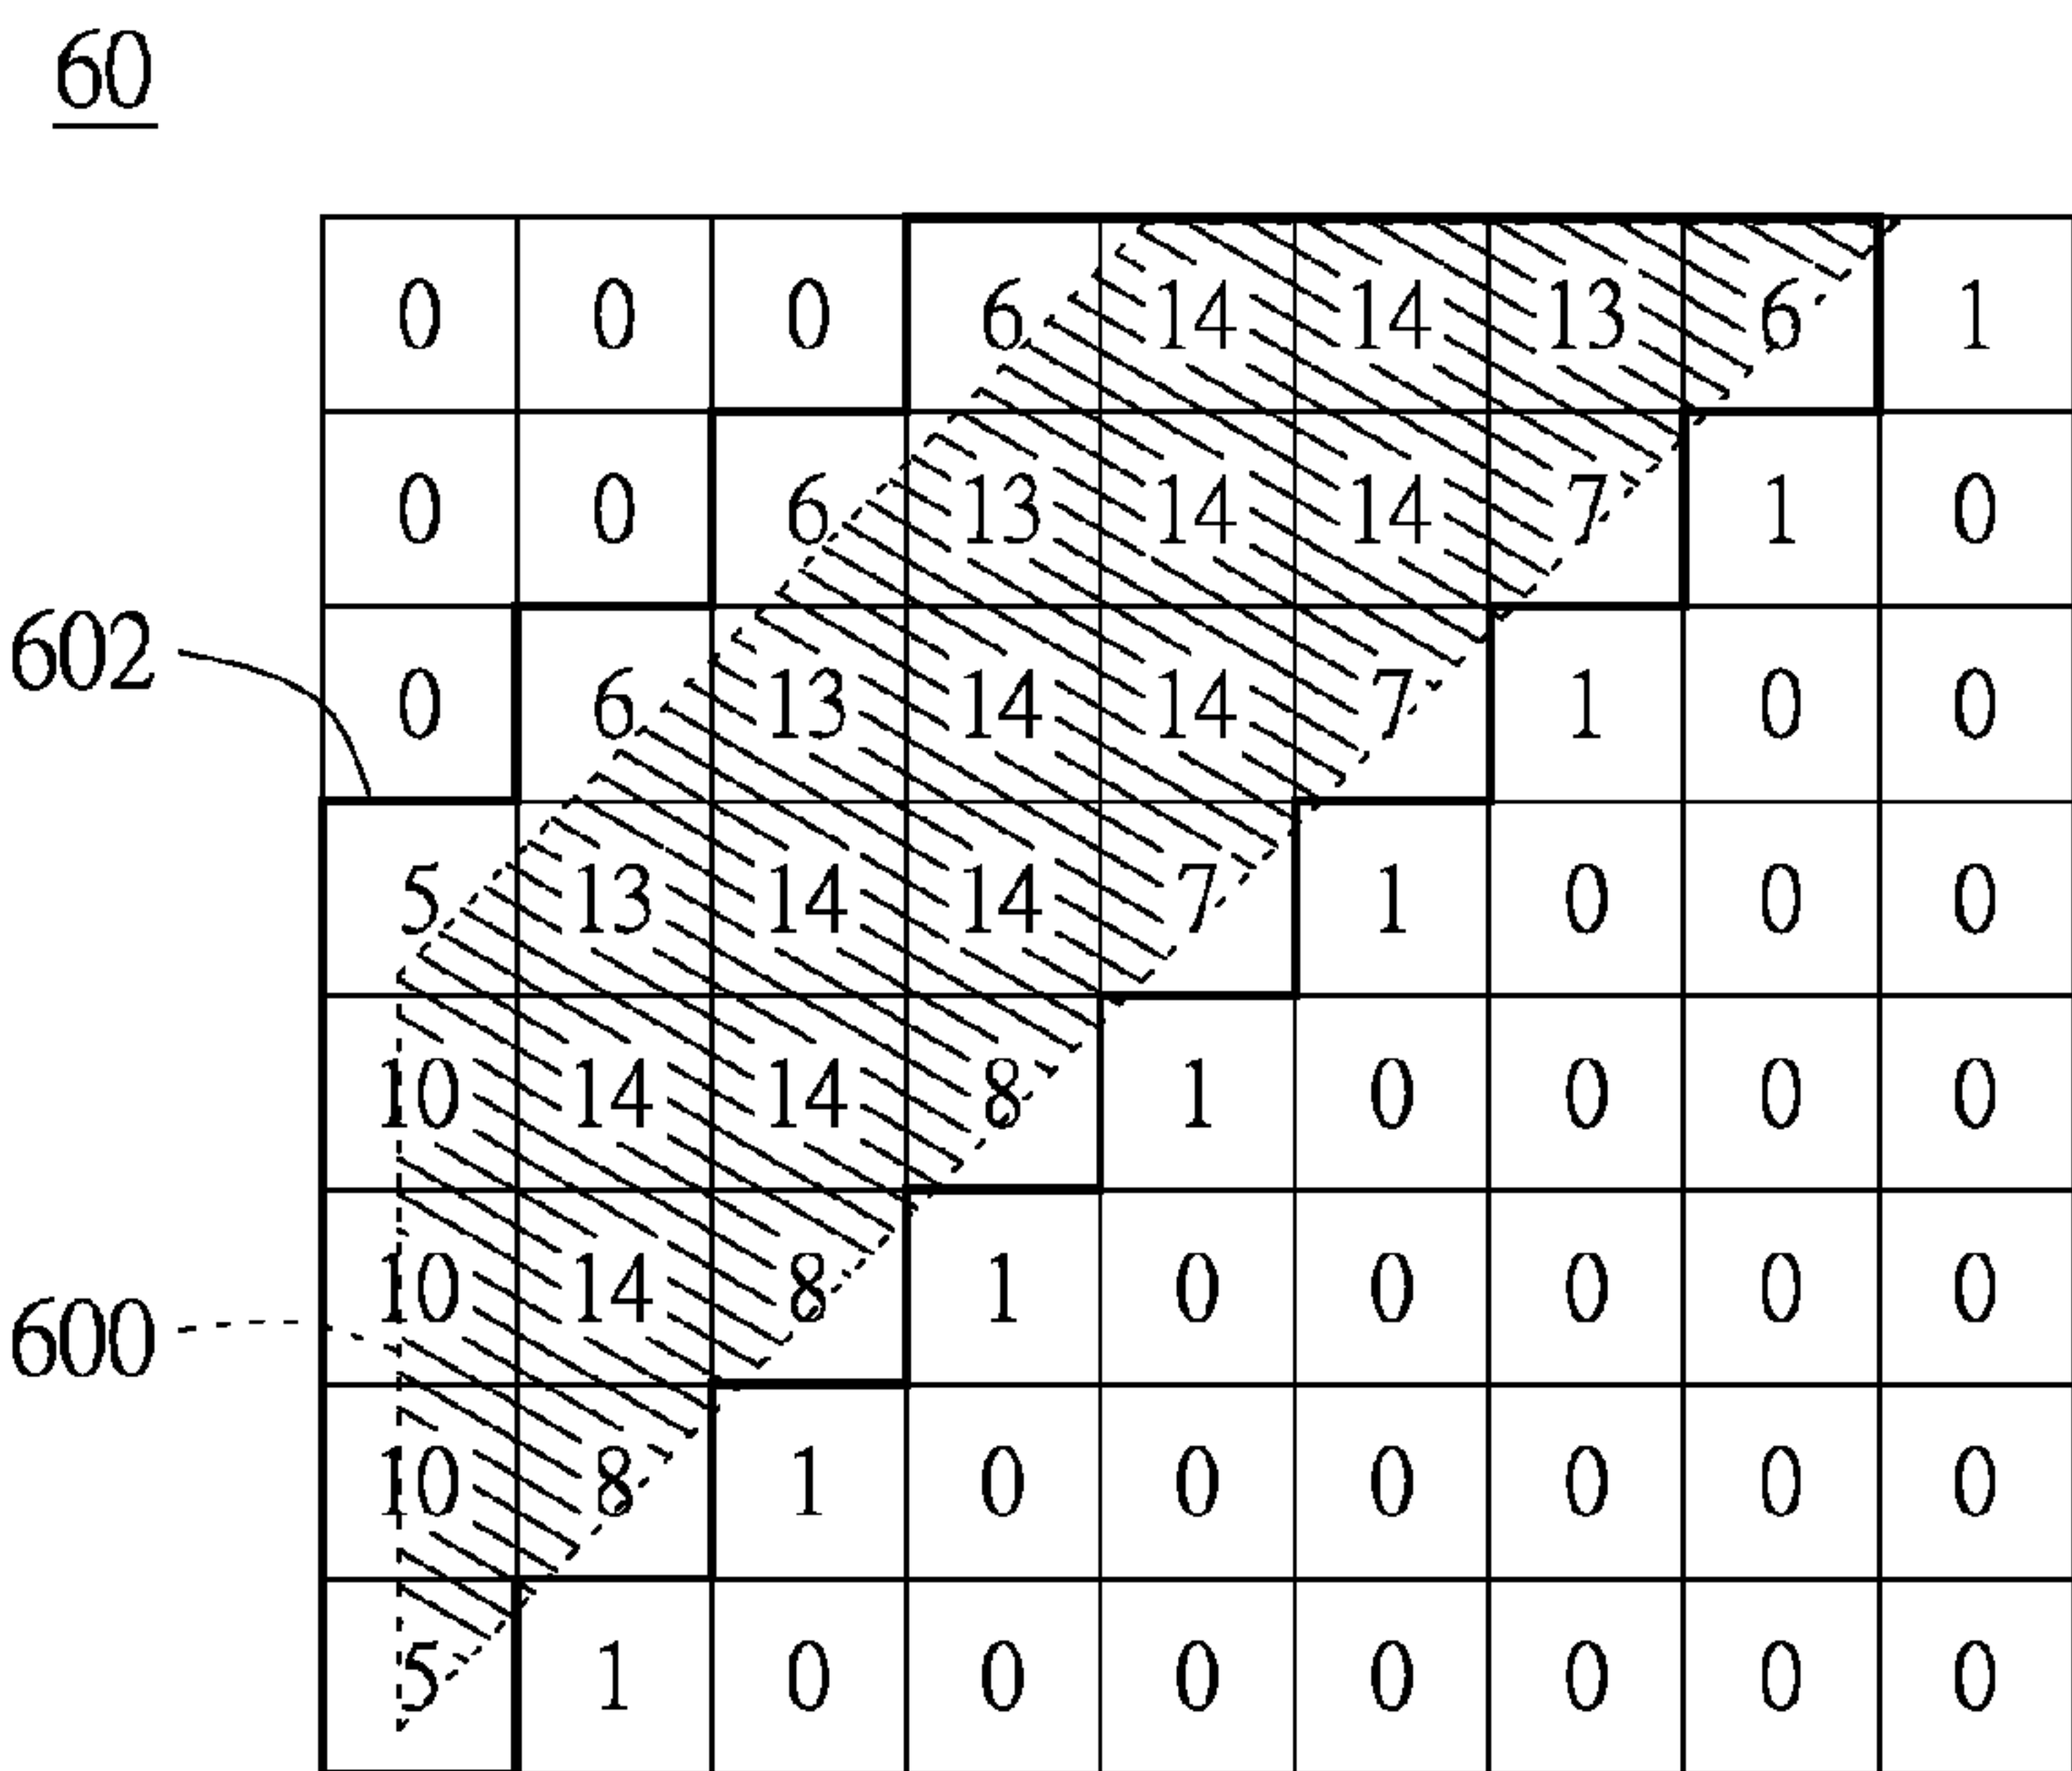 60
0 0 0 6 14 14 13 6 1
0 0 6 13 14 14 7 1 0
602
0 6 13 14 14 7 1 0 0
5 13 14 14 7 1 0 0 0
10 14 14 8 1 0 0 0 0
10 14 8 1 0 0 0 0 0
600
10 8 1 0 0 0 0 0 0
5 1 0 0 0 0 0 0 0